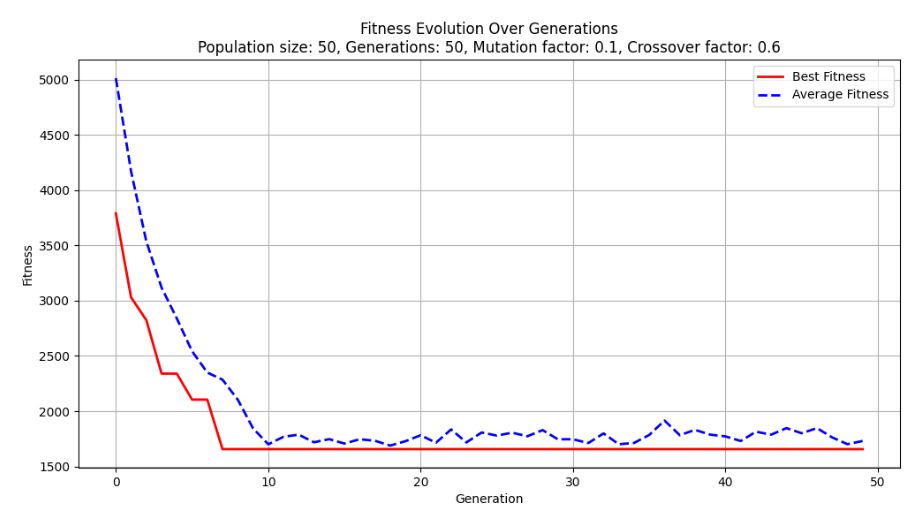 Fitness Evolution Over Generations
Population size: 50, Generations: 50, Mutation factor: 0.1, Crossover factor: 0.6
Best Fitness
Average Fitness
5000
4500
4000
3500
3000
2500
2000
1500
Fitness
0 10 20 30 40 50
Generation